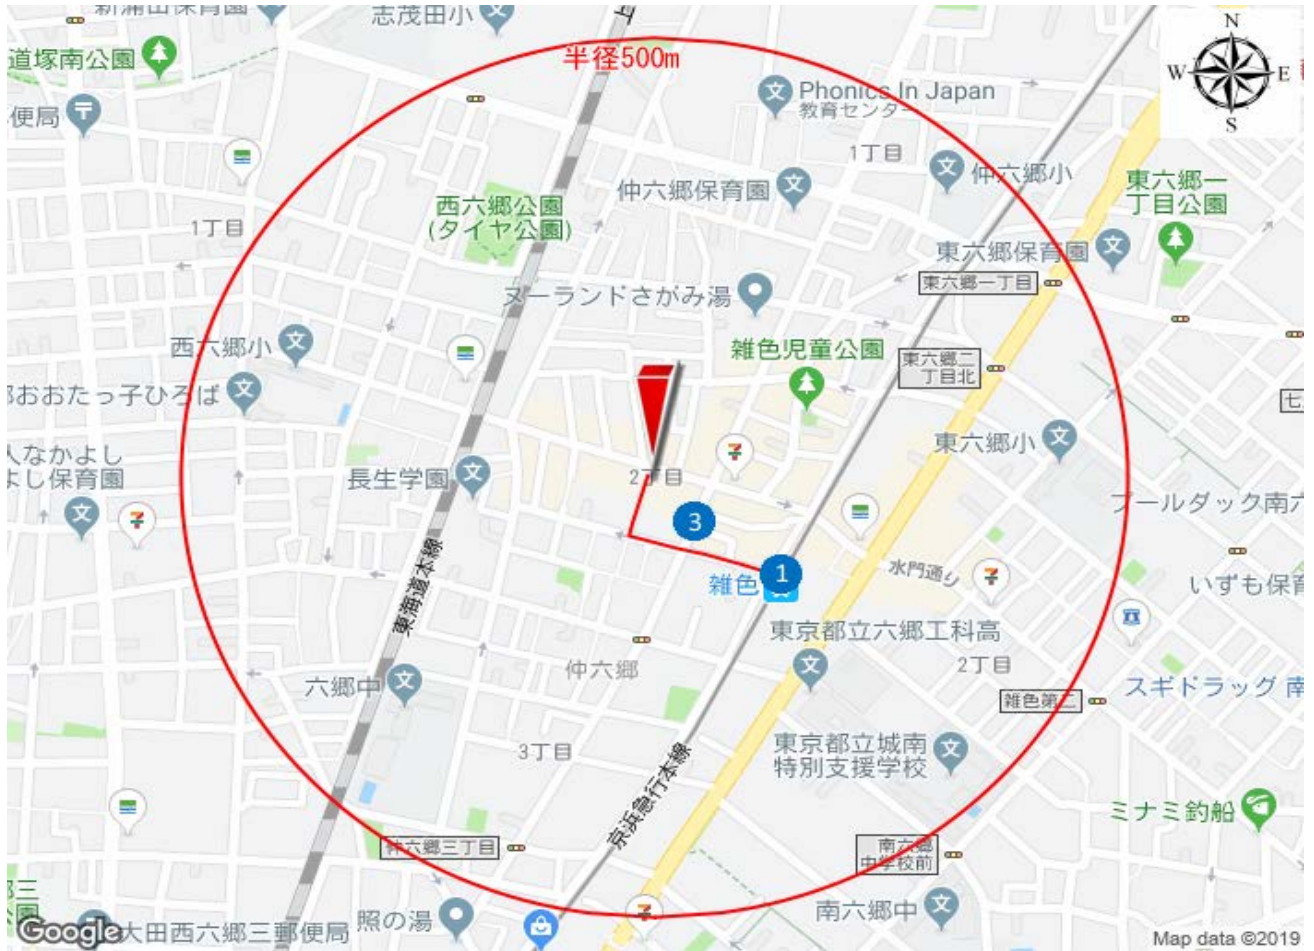 志茂田小
道塚南公園
半径500m
N
W
E
S
便局
Phonics In Japan
教育センター
1丁目
仲六郷小
仲六郷保育園
東六郷一
丁目公園
西六郷公園
(タイヤ公園)
1丁目
東六郷保育園
東六郷一丁目
ヌーランドさがみ湯
西六郷小
雑色児童公園
東六郷二
丁目北
おおたっ子ひろば
七
東六郷小
人なかよし
よし保育園
長生学園
2丁目
プールダック南六
3
1
雑色
水門通り
いずも保育
東海道本線
東京都立六郷工科高
2丁目
仲六郷
六郷中
スギドラッグ 南
雑色第二
3丁目
東京都立城南
特別支援学校
京浜急行本線
ミナミ釣船
仲六郷三丁目
南六郷
中学校前
郎三
公園
Google
大田西六郷三郵便局
照の湯
南六郷中
Map data ©2019